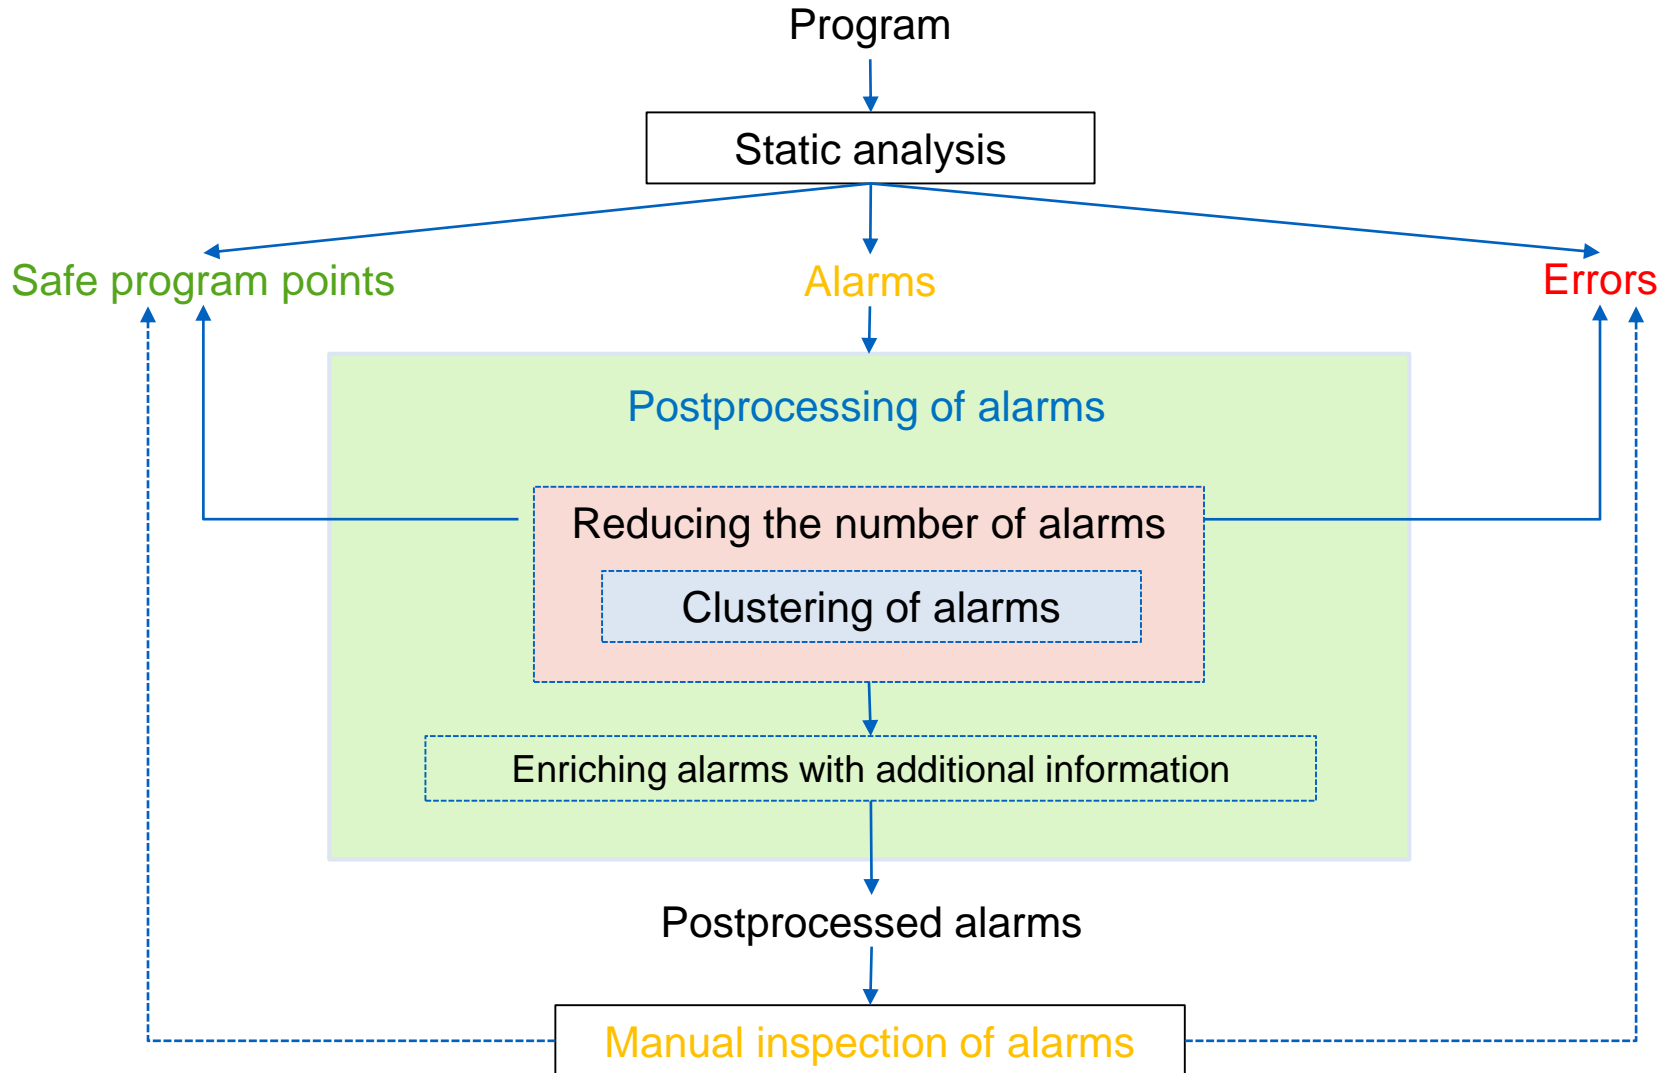 Program
Static analysis
Safe program points
Alarms
Errors
Postprocessing of alarms
Reducing the number of alarms
Clustering of alarms
Enriching alarms with additional information
Postprocessed alarms
Manual inspection of alarms